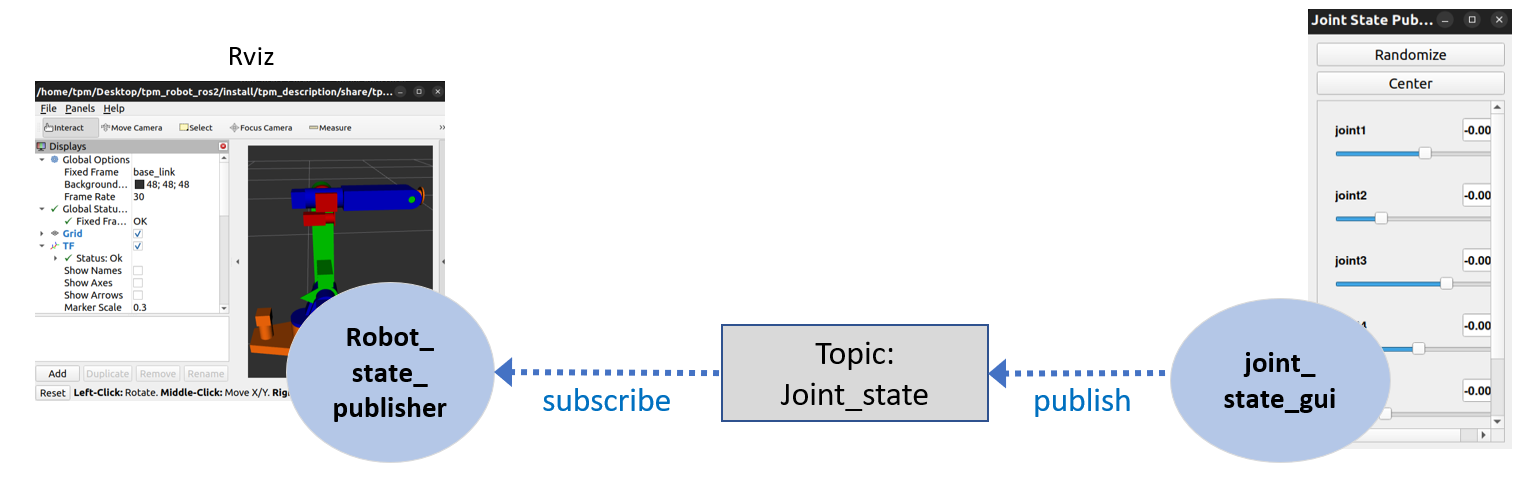 Rviz
/home/tpm/Desktop/tpm_robot_ros2/install/tpm_description/share/tp...
File Panels Help
Interact Move Camera Select Focus Camera Measure »
Displays
Global Options
Fixed Frame base_link
Background... 48; 48; 48
Frame Rate 30
Global Statu...
Fixed Fra... OK
Grid
TF
Status: Ok
Show Names
Show Axes
Show Arrows
Marker Scale 0.3
Add Duplicate Remove Rename
Reset Left-Click: Rotate. Middle-Click: Move X/Y.
Robot_
state_
publisher
subscribe
Topic:
Joint_state
publish
joint_
state_gui
Joint State Pub...
Randomize
Center
joint1 -0.00
joint2 -0.00
joint3 -0.00
-0.00
-0.00